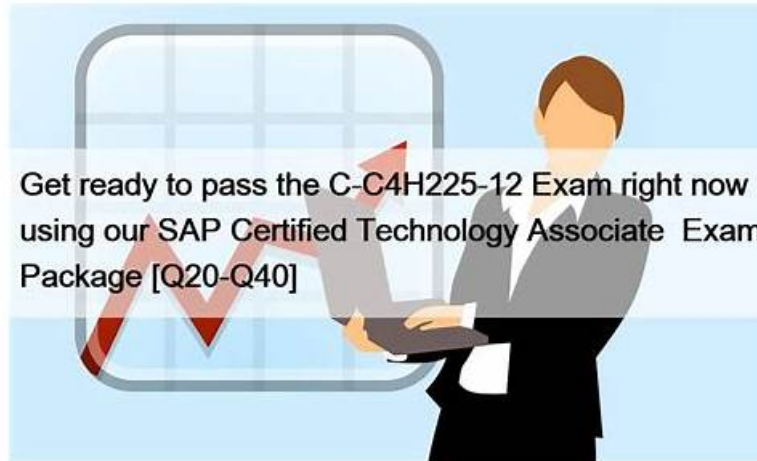 Get ready to pass the C-C4H225-12 Exam right now
using our SAP Certified Technology Associate  Exam
Package [Q20-Q40]